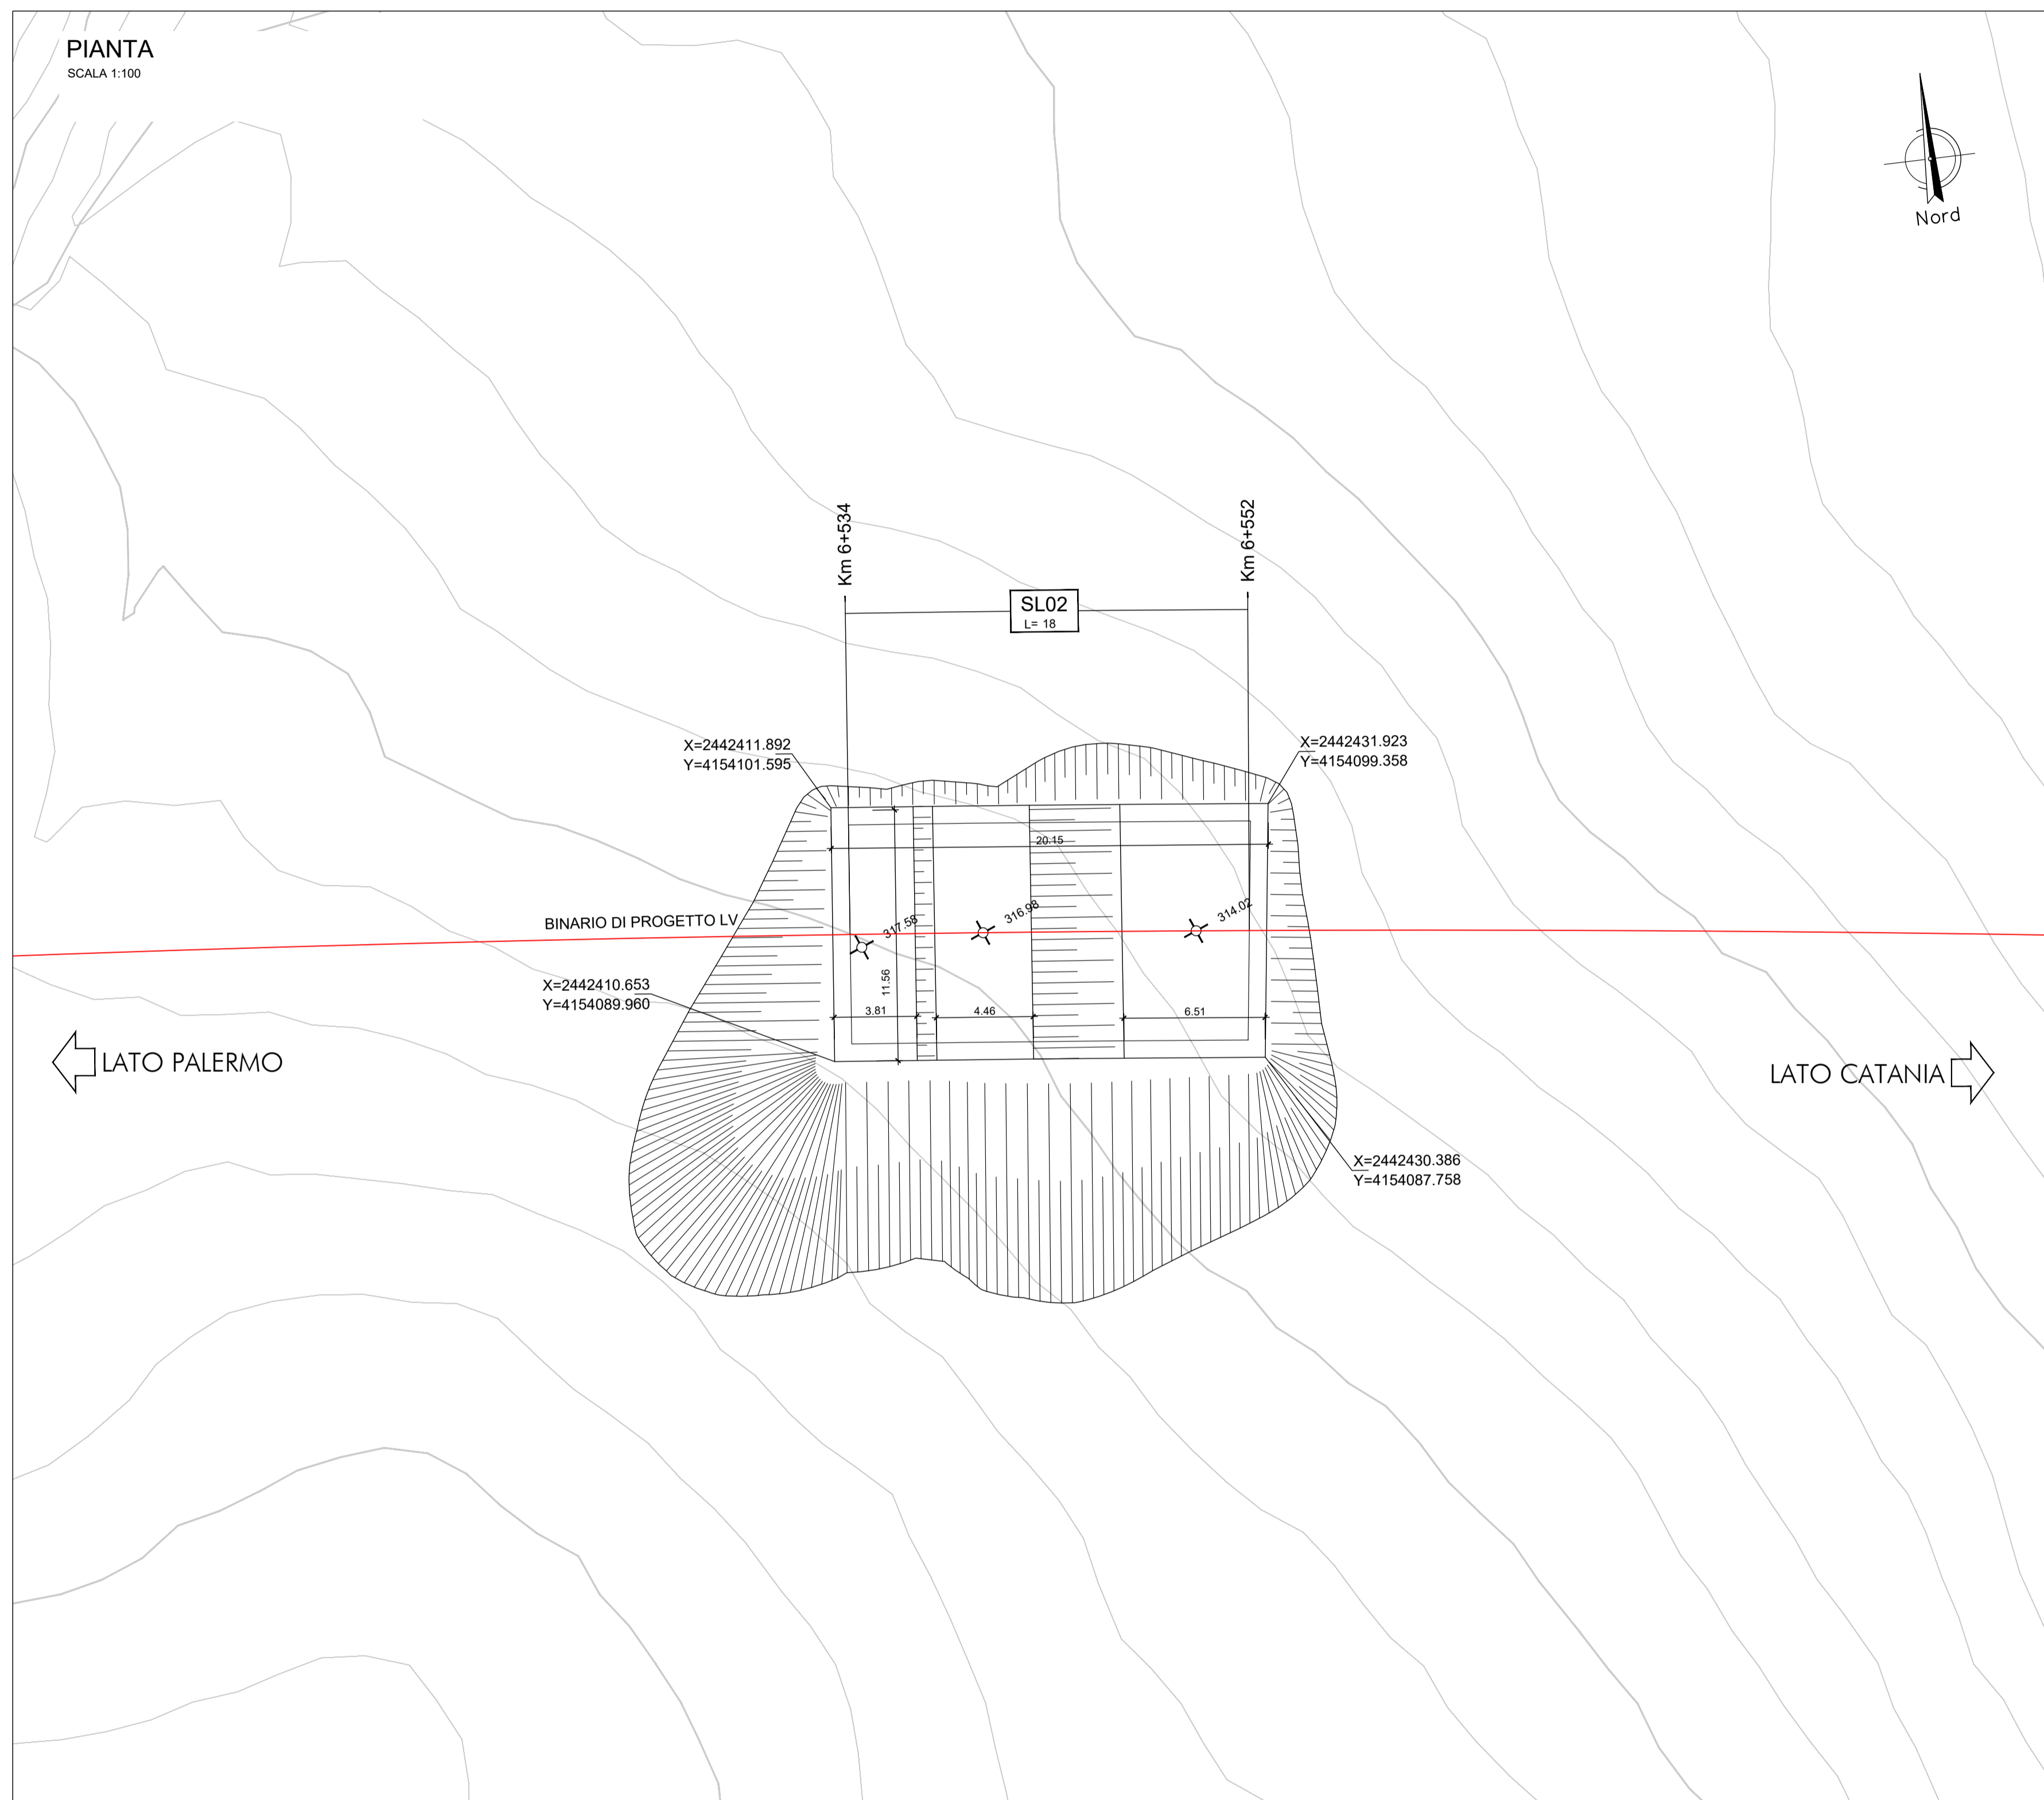 PIANTA
SCALA 1:100
Nord
Km 6+534
Km 6+552
SL02
L= 18
X=2442411.892
Y=4154101.595
X=2442431.923
Y=4154099.358
20.15
BINARIO DI PROGETTO LV
317.58
316.98
314.02
11.56
X=2442410.653
Y=4154089.960
3.81
4.46
6.51
LATO PALERMO
LATO CATANIA
X=2442430.386
Y=4154087.758